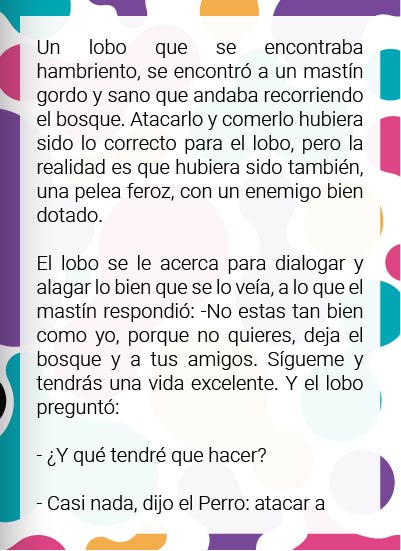 Un lobo que se encontraba
hambriento, se encontró a un mastín
gordo y sano que andaba recorriendo
el bosque. Atacarlo y comerlo hubiera
sido lo correcto para el lobo, pero la
realidad es que hubiera sido también,
una pelea feroz, con un enemigo bien
dotado.
El lobo se le acerca para dialogar y
alagar lo bien que se lo veía, a lo que el
mastín respondió: -No estas tan bien
como yo, porque no quieres, deja el
bosque y a tus amigos. Sígueme y
tendrás una vida excelente. Y el lobo
preguntó:
- ¿Y qué tendré que hacer?
- Casi nada, dijo el Perro: atacar a